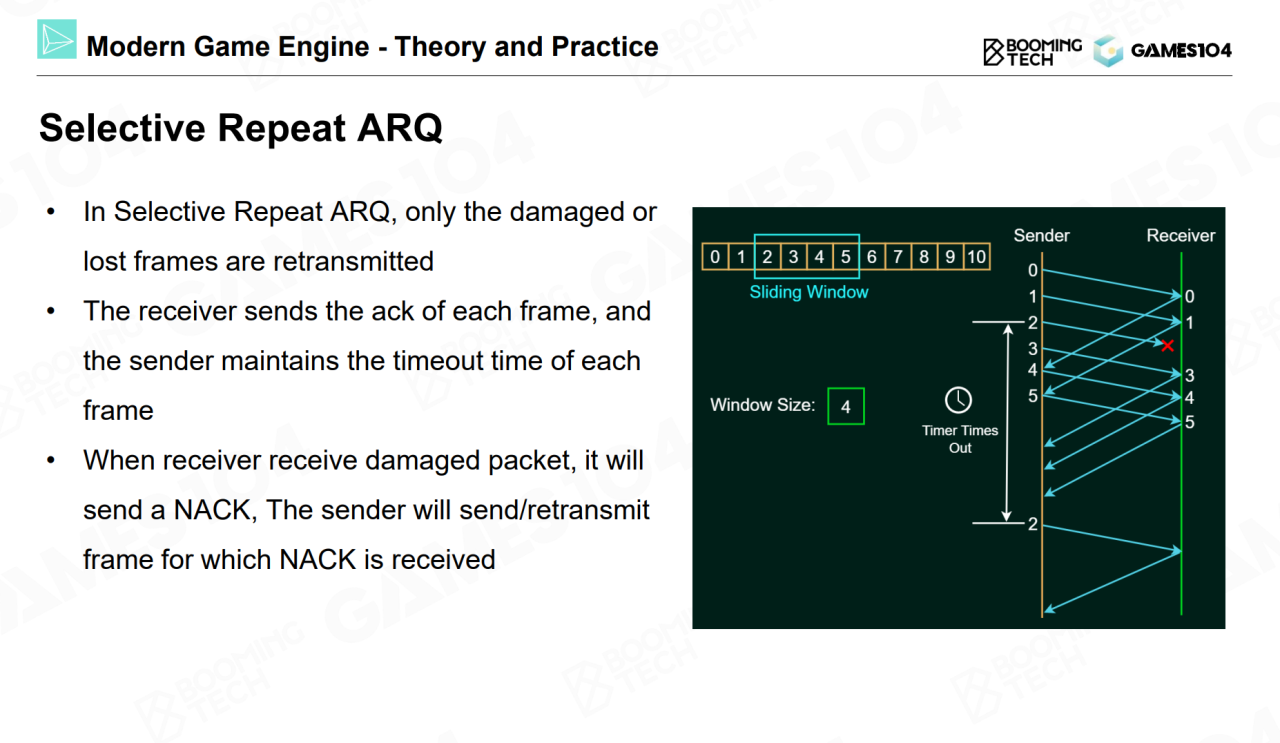 Modern Game Engine - Theory and Practice
BOOMING TECH
GAMES104
Selective Repeat ARQ
• In Selective Repeat ARQ, only the damaged or
lost frames are retransmitted
• The receiver sends the ack of each frame, and
the sender maintains the timeout time of each
frame
• When receiver receive damaged packet, it will
send a NACK, The sender will send/retransmit
frame for which NACK is received
0 1 2 3 4 5 6 7 8 9 10
Sliding Window
Window Size: 4
Sender
Receiver
0
1
2
3
4
5
2
Timer Times
Out
0
1
3
4
5